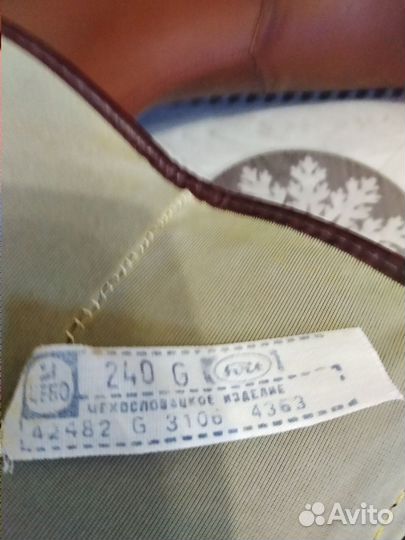 240 G
ЧЕХОСЛОВАЦКОЕ ИЗДЕЛИЕ
42482 G 3106 4363
Avito